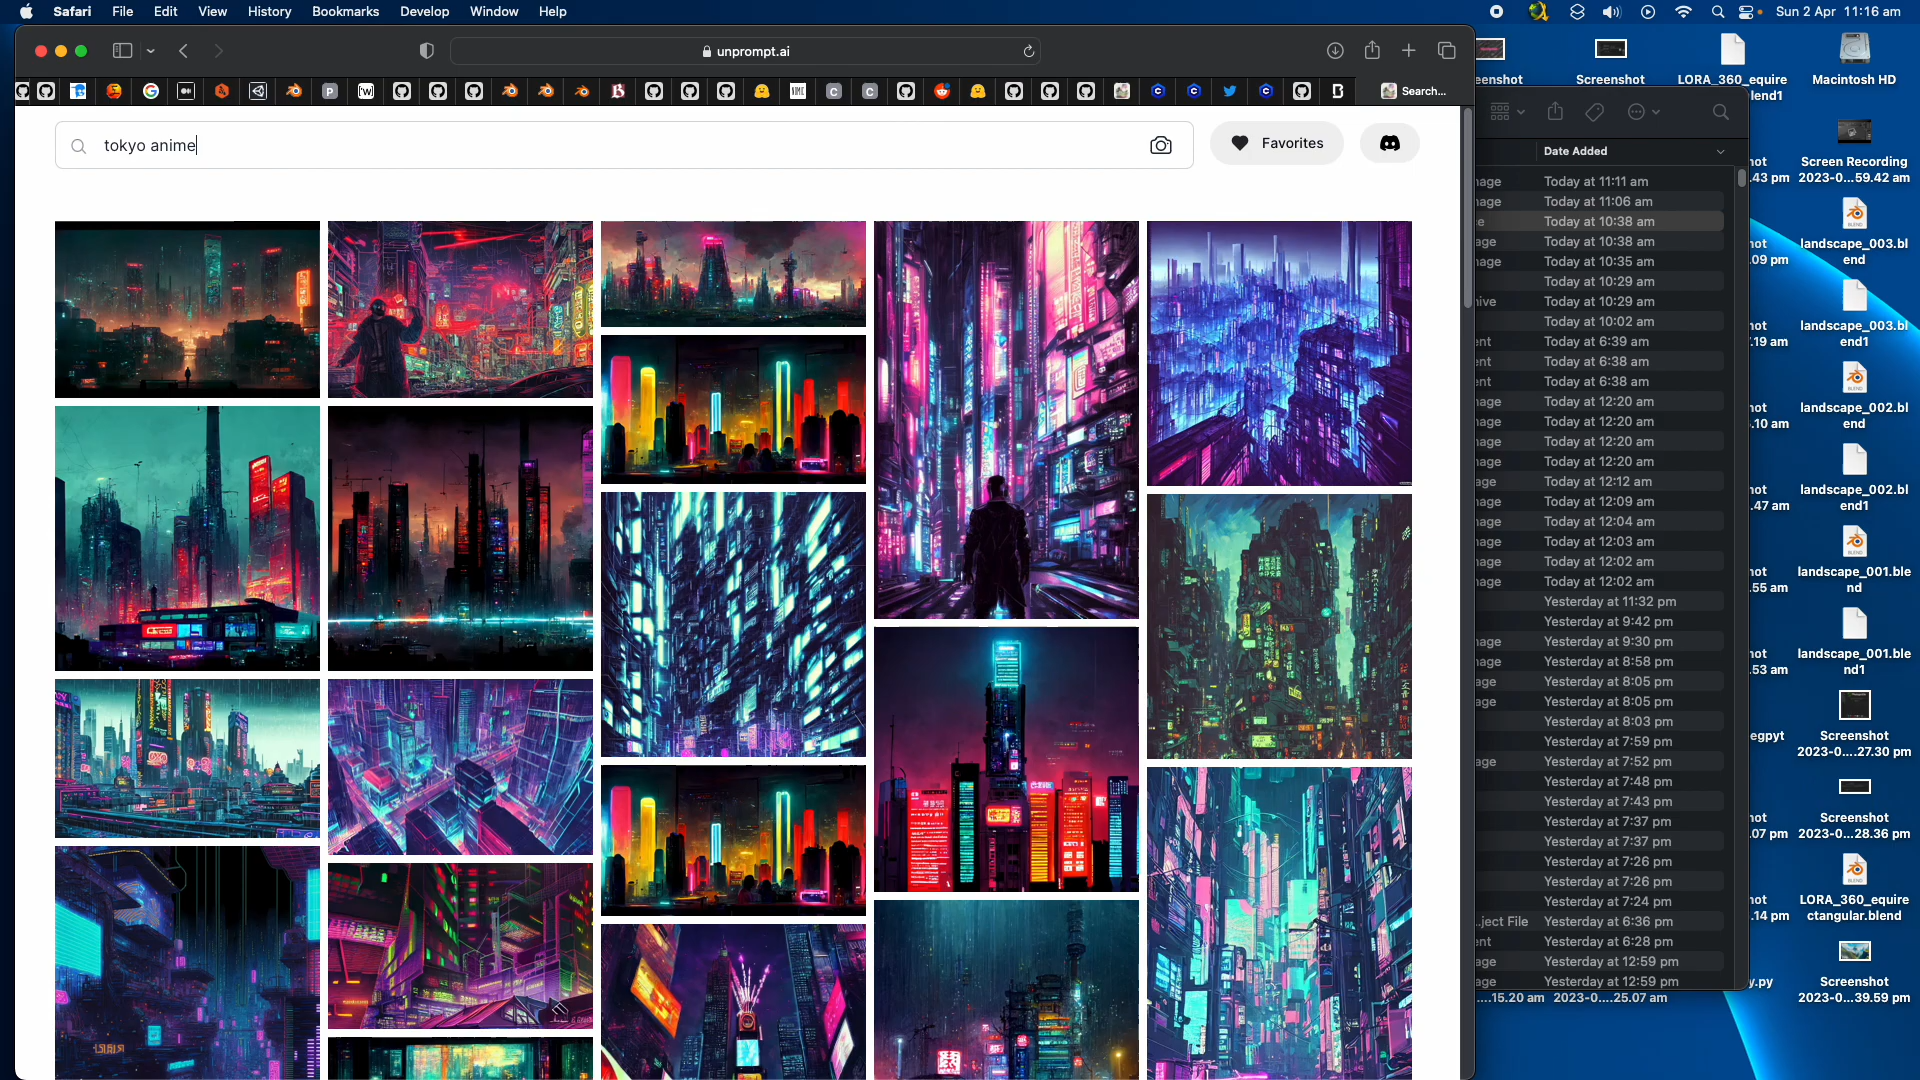 Safari File Edit View History Bookmarks Develop Window Help
Sun 2 Apr 11:16 am
unprompt.ai
Search...
tokyo anime
Favorites
Date Added
Today at 11:11 am
Today at 11:06 am
Today at 10:38 am
Today at 10:38 am
Today at 10:35 am
Today at 10:29 am
Today at 10:29 am
Today at 10:02 am
Today at 6:39 am
Today at 6:38 am
Today at 6:38 am
Today at 12:20 am
Today at 12:20 am
Today at 12:20 am
Today at 12:20 am
Today at 12:12 am
Today at 12:09 am
Today at 12:04 am
Today at 12:03 am
Today at 12:02 am
Today at 12:02 am
Yesterday at 11:32 pm
Yesterday at 9:42 pm
Yesterday at 9:30 pm
Yesterday at 8:58 pm
Yesterday at 8:05 pm
Yesterday at 8:05 pm
Yesterday at 8:03 pm
Yesterday at 7:59 pm
Yesterday at 7:52 pm
Yesterday at 7:48 pm
Yesterday at 7:43 pm
Yesterday at 7:37 pm
Yesterday at 7:37 pm
Yesterday at 7:26 pm
Yesterday at 7:26 pm
Yesterday at 7:24 pm
...ject File Yesterday at 6:36 pm
Yesterday at 6:28 pm
Yesterday at 12:59 pm
Yesterday at 12:59 pm
...15.20 am 2023-0....25.07 am
Screenshot
LORA_360_equire
lend1
Macintosh HD
Screen Recording
2023-0...59.42 am
landscape_003.bl
end
landscape_003.bl
end1
landscape_002.bl
end
landscape_002.bl
end1
landscape_001.ble
nd
landscape_001.ble
nd1
Screenshot
2023-0....27.30 pm
Screenshot
2023-0...28.36 pm
LORA_360_equire
ctangular.blend
Screenshot
2023-0...39.59 pm